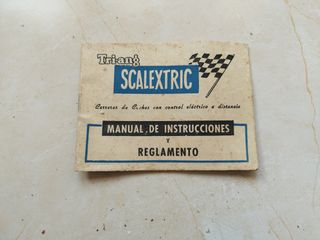 Tri-ang
SCALEXTRIC
Carreras de Coches con control eléctrico a distancia
MANUAL DE INSTRUCCIONES
Y
REGLAMENTO